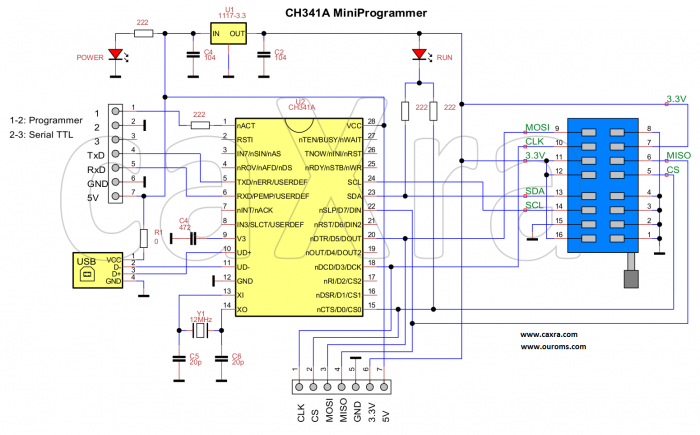 CH341A MiniProgrammer
U1
1117-3.3
222
IN OUT
POWER
C4
104
C2
104
RUN
1-2: Programmer
2-3: Serial TTL
1 1
2 2
3 3
TxD 4
RxD 5
GND 6
5V 7
222
U2
CH341A
222 222
3.3V
MOSI
CLK
3.3V
SDA
SCL
MISO
CS
9 8
10 7
11 6
12 5
13 4
14 3
15 2
16 1
1 nACT VCC 28
2 RSTI nTEN/BUSY/nWAIT 27
3 IN7/nSIN/nAS TNOW/nINI/nRST 26
4 nROV/nAFD/nDS nRDY/nSTB/nWR 25
5 TXD/nERR/USERDEF SCL 24
6 RXD/PEMP/USERDEF SDA 23
7 nINT/nACK nSLP/D7/DIN 22
8 IN3/SLCT/USERDEF nRST/D6/DIN2 21
9 V3 nDTR/D5/DOUT 20
10 UD+ nOUT/D4/DOUT2 19
11 UD- nDCD/D3/DCK 18
12 GND nRI/D2/CS2 17
13 XI nDSR/D1/CS1 16
14 XO nCTS/D0/CS0 15
C4
472
R1
0
USB
VCC 1
D- 2
D+ 3
GND 4
Y1
12MHz
C5
20p
C6
20p
caxra
www.caxra.com
www.ouroms.com
1 2 3 4 5 6 7
CLK
CS
MOSI
MISO
GND
3.3V
5V